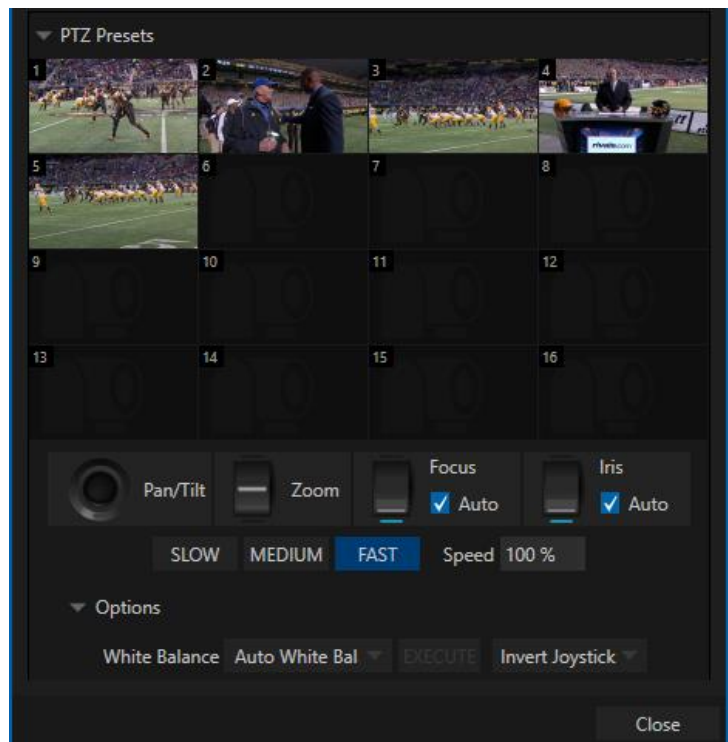 PTZ Presets
1
2
3
4
rivals.com
5
6
7
8
9
10
11
12
13
14
15
16
Pan/Tilt
Zoom
Focus
Auto
Iris
Auto
SLOW MEDIUM FAST Speed 100 %
Options
White Balance Auto White Bal EXECUTE Invert Joystick
Close